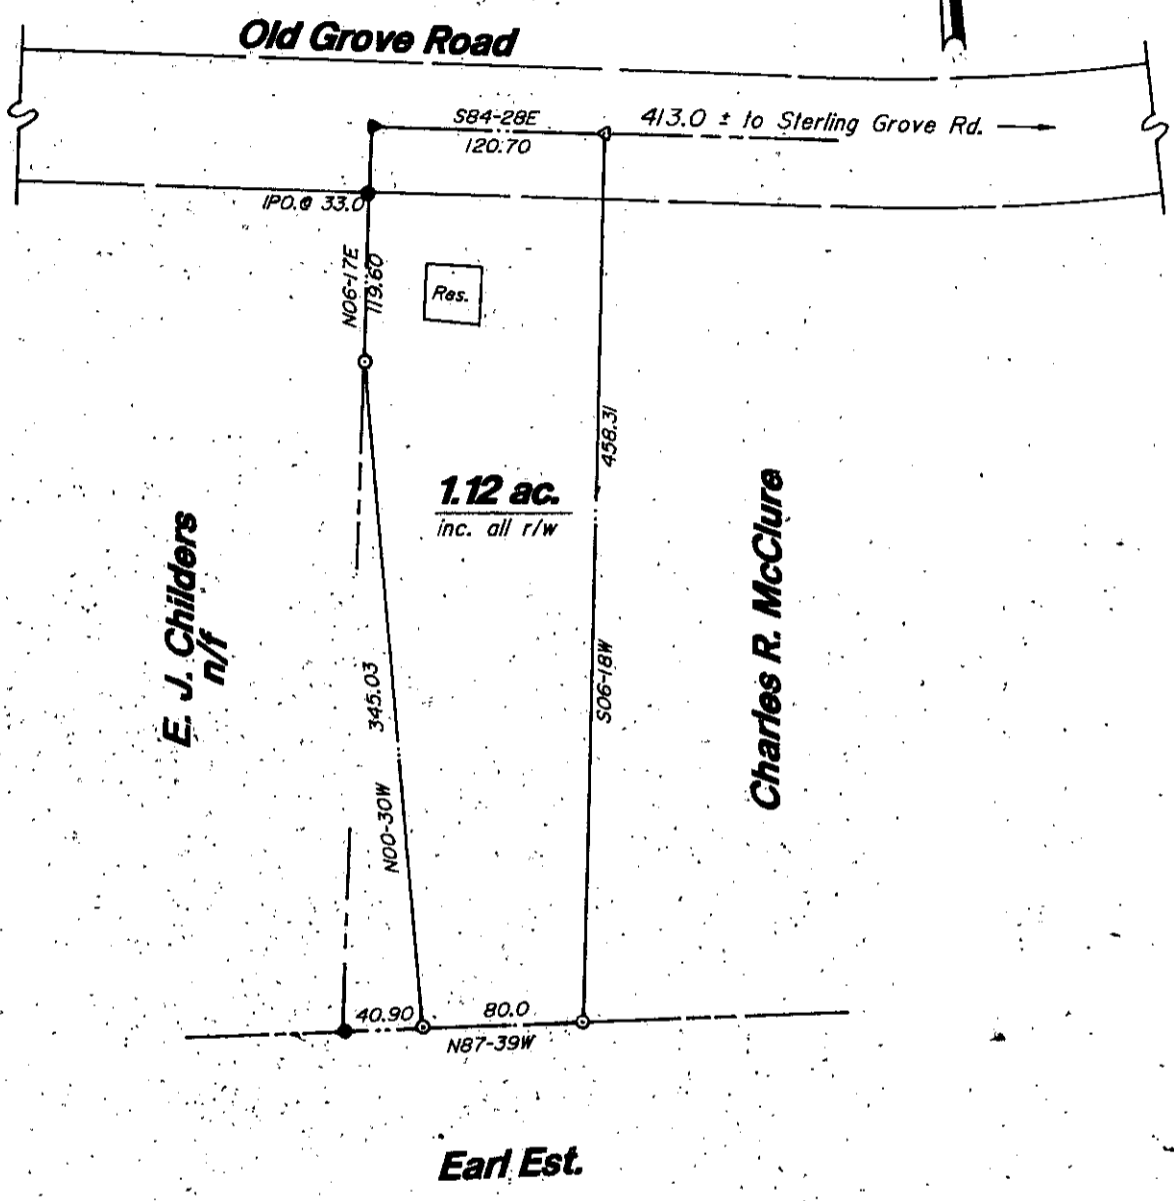 Old Grove Road
S84-28E
120.70
413.0 ± to Sterling Grove Rd.
IPO.@ 33.0
N06-17E
119.60
Res.
458.31
S06-18W
1.12 ac.
inc. all r/w
E. J. Childers
n/f
Charles R. McClure
345.03
N00-30W
40.90
80.0
N87-39W
Earl Est.